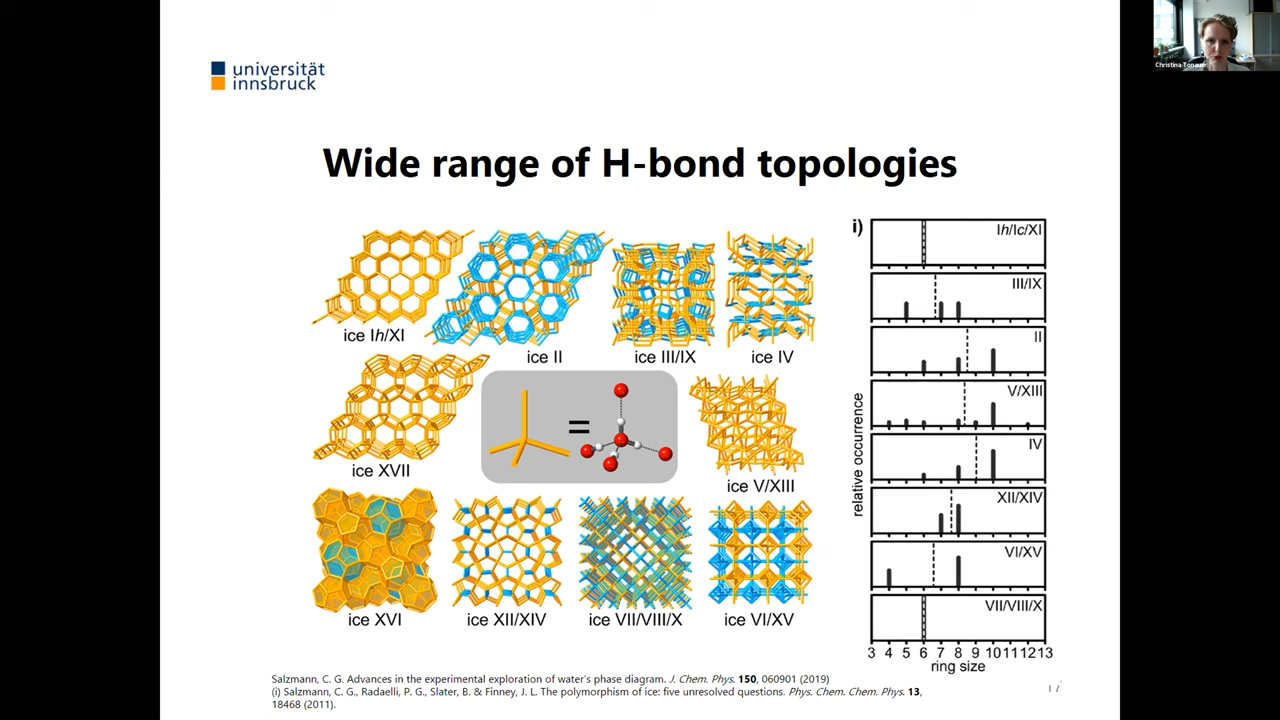 universität
innsbruck
Christina Tonauer
Wide range of H-bond topologies
ice Ih/XI
ice II
ice III/IX
ice IV
ice XVII
=
ice V/XIII
ice XVI
ice XII/XIV
ice VII/VIII/X
ice VI/XV
i)
Ih/Ic/XI
III/IX
II
V/XIII
IV
XII/XIV
VI/XV
VII/VIII/X
relative occurrence
3 4 5 6 7 8 9 10 11 12 13
ring size
Salzmann, C. G. Advances in the experimental exploration of water's phase diagram. J. Chem. Phys. 150, 060901 (2019)
(i) Salzmann, C. G., Radaelli, P. G., Slater, B. & Finney, J. L. The polymorphism of ice: five unresolved questions. Phys. Chem. Chem. Phys. 13,
18468 (2011).